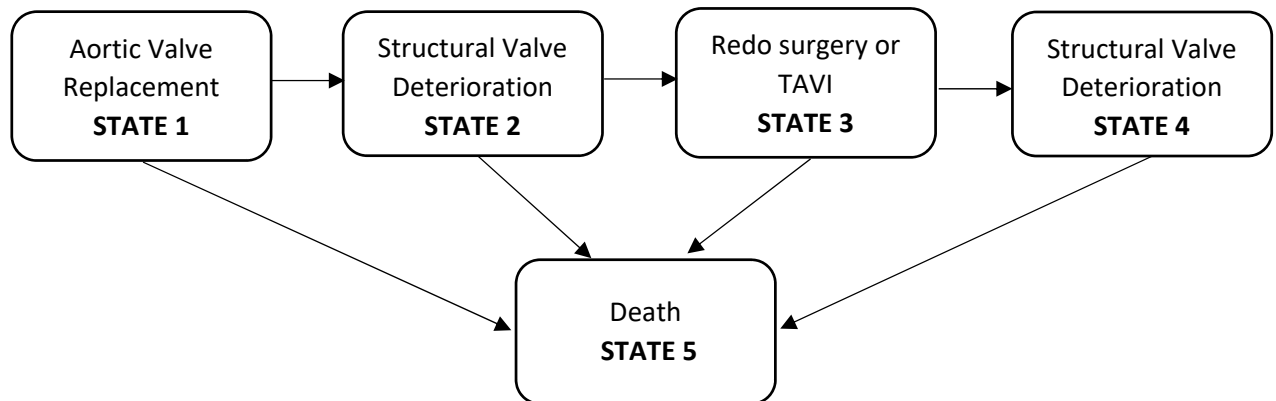 Aortic Valve
Replacement
STATE 1
Structural Valve
Deterioration
STATE 2
Redo surgery or
TAVI
STATE 3
Structural Valve
Deterioration
STATE 4
Death
STATE 5